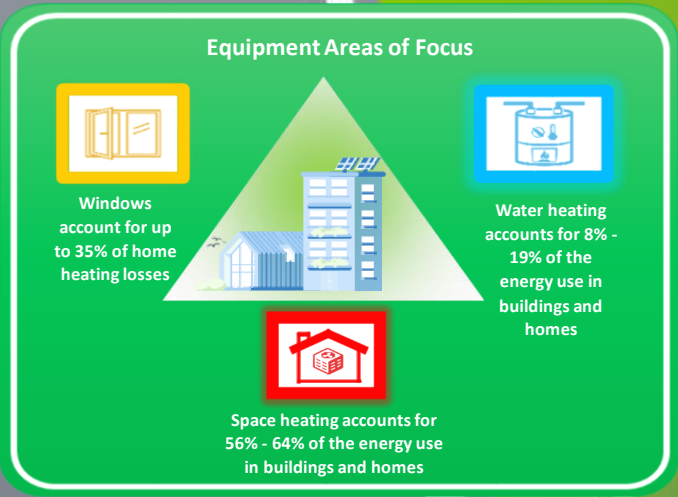 Equipment Areas of Focus
Windows
account for up
to 35% of home
heating losses
Water heating
accounts for 8% -
19% of the
energy use in
buildings and
homes
Space heating accounts for
56% - 64% of the energy use
in buildings and homes